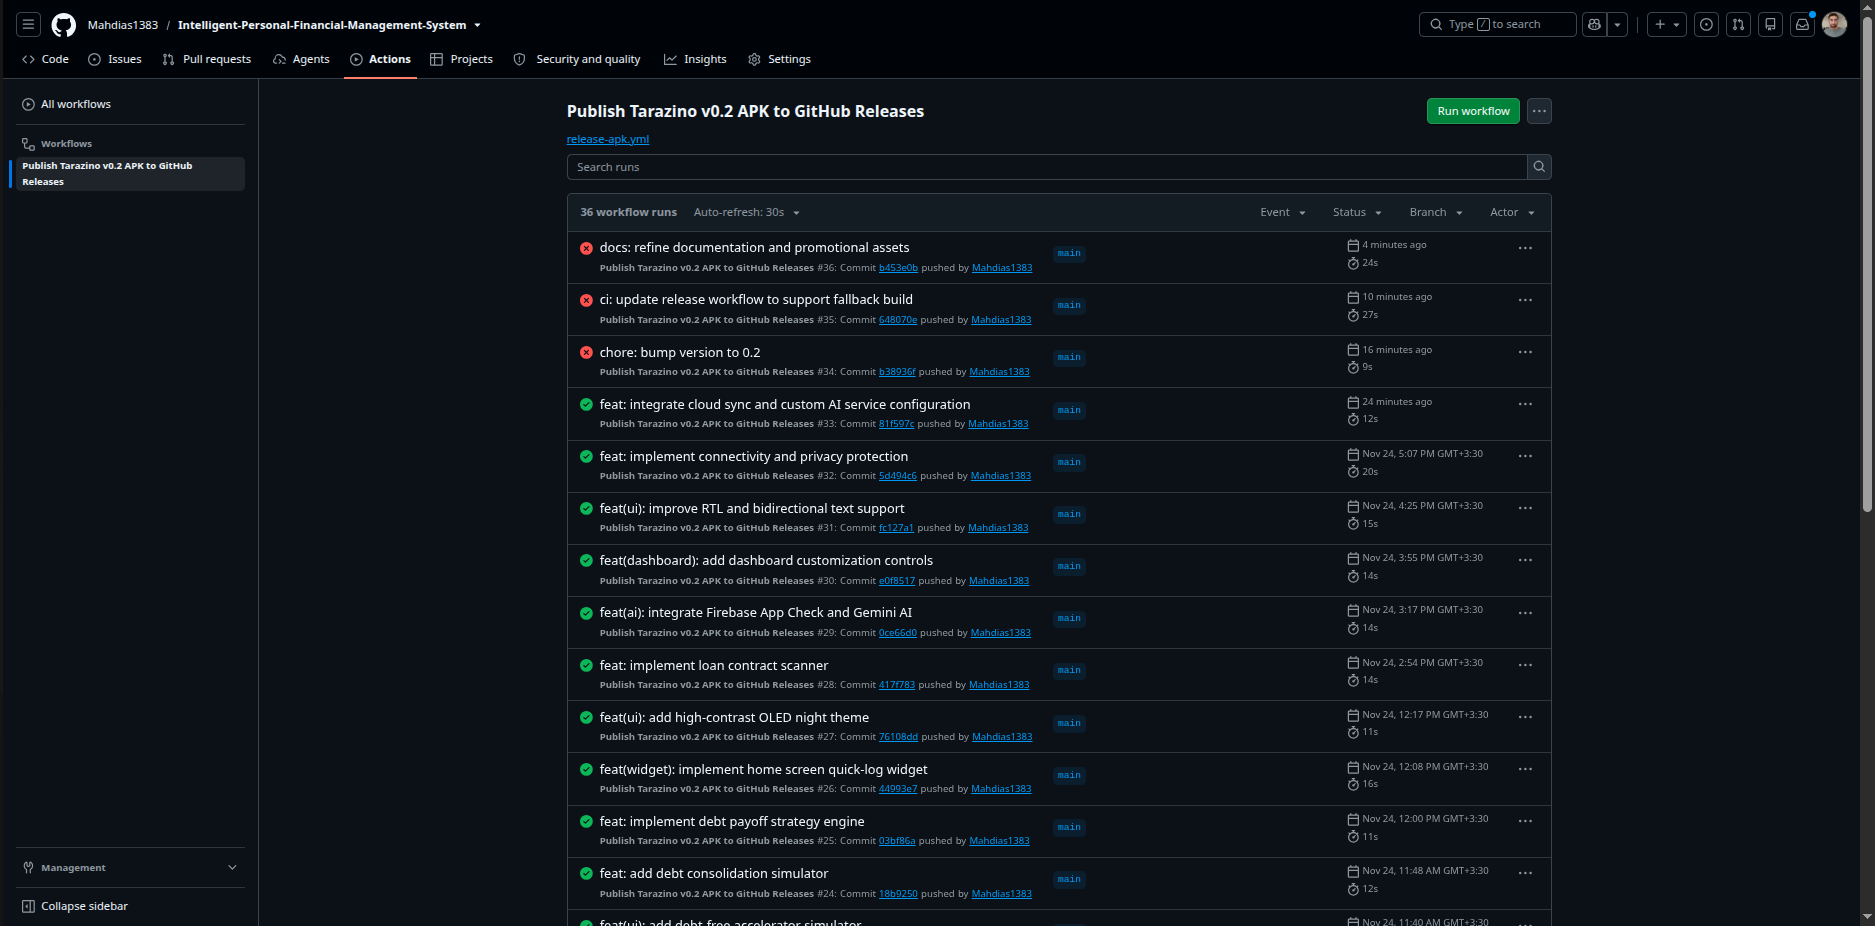 Mahdias1383 / Intelligent-Personal-Financial-Management-System
Type / to search
Code Issues Pull requests Agents Actions Projects Security and quality Insights Settings
All workflows
Workflows
Publish Tarazino v0.2 APK to GitHub
Releases
Management
Collapse sidebar
Publish Tarazino v0.2 APK to GitHub Releases
Run workflow
release-apk.yml
Search runs
36 workflow runs Auto-refresh: 30s Event Status Branch Actor
docs: refine documentation and promotional assets
main
4 minutes ago
Publish Tarazino v0.2 APK to GitHub Releases #36: Commit b453e0b pushed by Mahdias1383
24s
ci: update release workflow to support fallback build
main
10 minutes ago
Publish Tarazino v0.2 APK to GitHub Releases #35: Commit 648070e pushed by Mahdias1383
27s
chore: bump version to 0.2
main
16 minutes ago
Publish Tarazino v0.2 APK to GitHub Releases #34: Commit b38936f pushed by Mahdias1383
9s
feat: integrate cloud sync and custom AI service configuration
main
24 minutes ago
Publish Tarazino v0.2 APK to GitHub Releases #33: Commit 81f597c pushed by Mahdias1383
12s
feat: implement connectivity and privacy protection
main
Nov 24, 5:07 PM GMT+3:30
Publish Tarazino v0.2 APK to GitHub Releases #32: Commit 5d494c6 pushed by Mahdias1383
20s
feat(ui): improve RTL and bidirectional text support
main
Nov 24, 4:25 PM GMT+3:30
Publish Tarazino v0.2 APK to GitHub Releases #31: Commit fc127a1 pushed by Mahdias1383
15s
feat(dashboard): add dashboard customization controls
main
Nov 24, 3:55 PM GMT+3:30
Publish Tarazino v0.2 APK to GitHub Releases #30: Commit e0f8517 pushed by Mahdias1383
14s
feat(ai): integrate Firebase App Check and Gemini AI
main
Nov 24, 3:17 PM GMT+3:30
Publish Tarazino v0.2 APK to GitHub Releases #29: Commit 0ce66d0 pushed by Mahdias1383
14s
feat: implement loan contract scanner
main
Nov 24, 2:54 PM GMT+3:30
Publish Tarazino v0.2 APK to GitHub Releases #28: Commit 417f783 pushed by Mahdias1383
14s
feat(ui): add high-contrast OLED night theme
main
Nov 24, 12:17 PM GMT+3:30
Publish Tarazino v0.2 APK to GitHub Releases #27: Commit 76108dd pushed by Mahdias1383
11s
feat(widget): implement home screen quick-log widget
main
Nov 24, 12:08 PM GMT+3:30
Publish Tarazino v0.2 APK to GitHub Releases #26: Commit 44993e7 pushed by Mahdias1383
16s
feat: implement debt payoff strategy engine
main
Nov 24, 12:00 PM GMT+3:30
Publish Tarazino v0.2 APK to GitHub Releases #25: Commit 03bf86a pushed by Mahdias1383
11s
feat: add debt consolidation simulator
main
Nov 24, 11:48 AM GMT+3:30
Publish Tarazino v0.2 APK to GitHub Releases #24: Commit 18b9250 pushed by Mahdias1383
12s
feat(ui): add debt-free accelerator simulator
Nov 24, 11:40 AM GMT+3:30